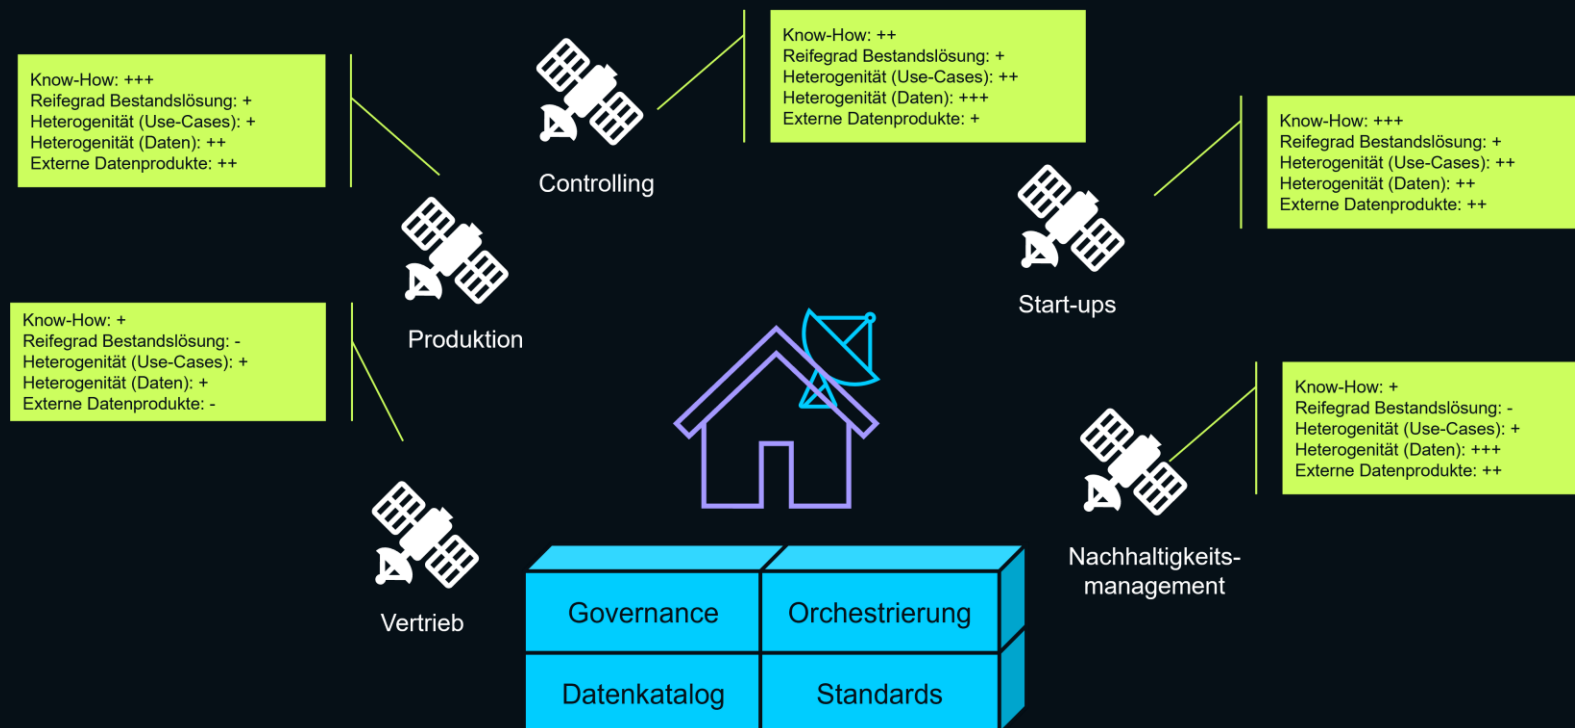 Know-How: +++
Reifegrad Bestandslösung: +
Heterogenität (Use-Cases): +
Heterogenität (Daten): ++
Externe Datenprodukte: ++
Produktion
Know-How: ++
Reifegrad Bestandslösung: +
Heterogenität (Use-Cases): ++
Heterogenität (Daten): +++
Externe Datenprodukte: +
Controlling
Know-How: +++
Reifegrad Bestandslösung: +
Heterogenität (Use-Cases): ++
Heterogenität (Daten): ++
Externe Datenprodukte: ++
Start-ups
Know-How: +
Reifegrad Bestandslösung: -
Heterogenität (Use-Cases): +
Heterogenität (Daten): +
Externe Datenprodukte: -
Vertrieb
Know-How: +
Reifegrad Bestandslösung: -
Heterogenität (Use-Cases): +
Heterogenität (Daten): +++
Externe Datenprodukte: ++
Nachhaltigkeits-
management
Governance
Orchestrierung
Datenkatalog
Standards